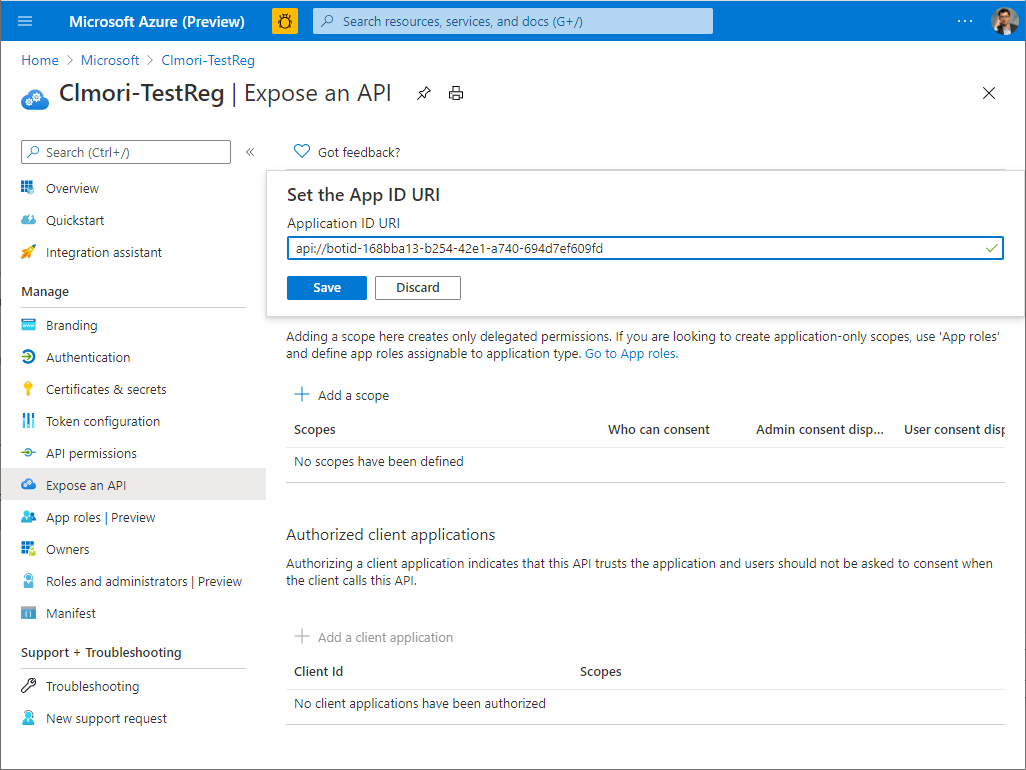 Microsoft Azure (Preview)
Search resources, services, and docs (G+/)
Home > Microsoft > Clmori-TestReg
Clmori-TestReg | Expose an API
Search (Ctrl+/)
Overview
Quickstart
Integration assistant
Manage
Branding
Authentication
Certificates & secrets
Token configuration
API permissions
Expose an API
App roles | Preview
Owners
Roles and administrators | Preview
Manifest
Support + Troubleshooting
Troubleshooting
New support request
Got feedback?
Set the App ID URI
Application ID URI
api://botid-168bba13-b254-42e1-a740-694d7ef609fd
Save Discard
Adding a scope here creates only delegated permissions. If you are looking to create application-only scopes, use 'App roles'
and define app roles assignable to application type. Go to App roles.
Add a scope
Scopes Who can consent Admin consent disp... User consent disp
No scopes have been defined
Authorized client applications
Authorizing a client application indicates that this API trusts the application and users should not be asked to consent when
the client calls this API.
Add a client application
Client Id Scopes
No client applications have been authorized